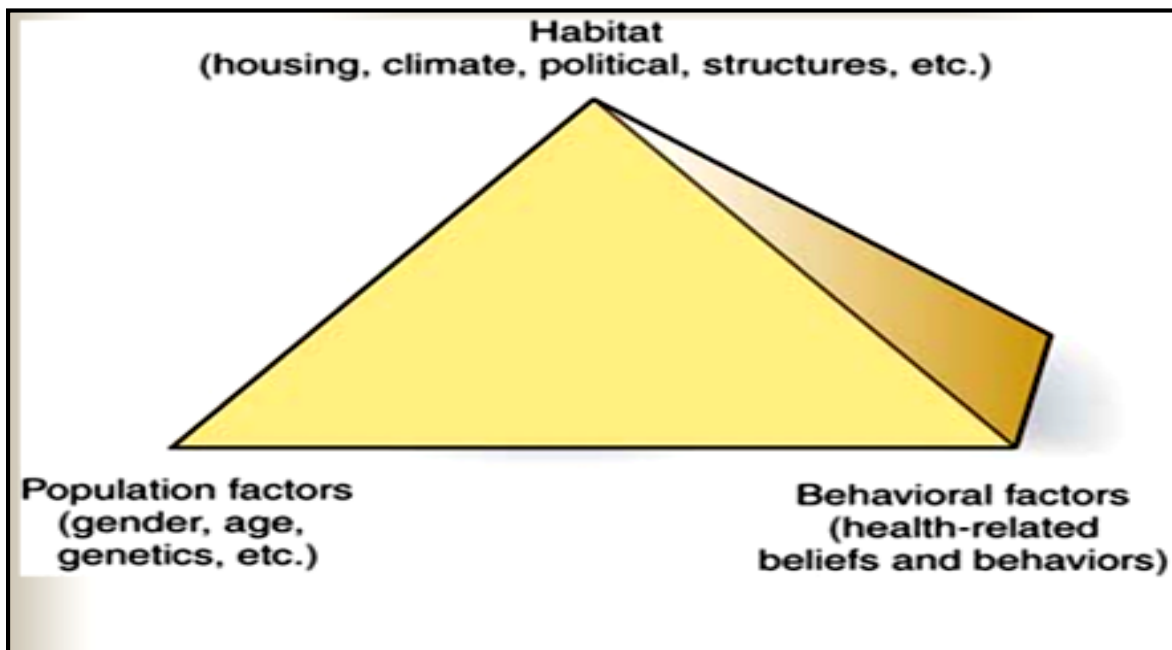 Habitat
(housing, climate, political, structures, etc.)
Population factors
(gender, age,
genetics, etc.)
Behavioral factors
(health-related
beliefs and behaviors)